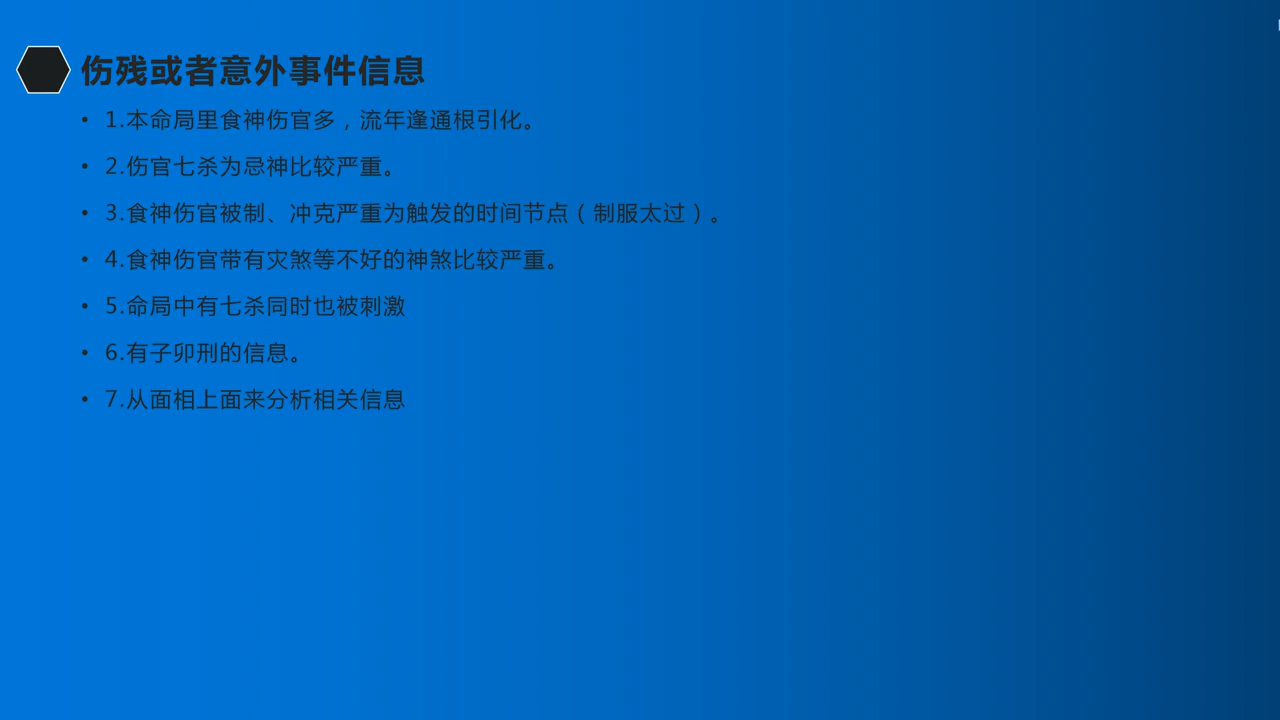 伤残或者意外事件信息
• 1.本命局里食神伤官多，流年逢通根引化。
• 2.伤官七杀为忌神比较严重。
• 3.食神伤官被制、冲克严重为触发的时间节点（制服太过）。
• 4.食神伤官带有灾煞等不好的神煞比较严重。
• 5.命局中有七杀同时也被刺激
• 6.有子卯刑的信息。
• 7.从面相上面来分析相关信息